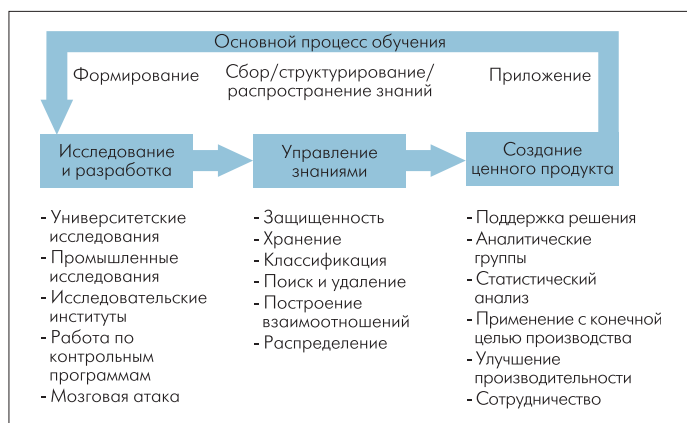 Основной процесс обучения
Формирование
Сбор/структурирование/
распространение знаний
Приложение
Исследование
и разработка
Управление
знаниями
Создание
ценного продукта
- Университетские
исследования
- Промышленные
исследования
- Исследовательские
институты
- Работа по
контрольным
программам
- Мозговая атака
- Защищенность
- Хранение
- Классификация
- Поиск и удаление
- Построение
взаимоотношений
- Распределение
- Поддержка решения
- Аналитические
группы
- Статистический
анализ
- Применение с конечной
целью производства
- Улучшение
производительности
- Сотрудничество